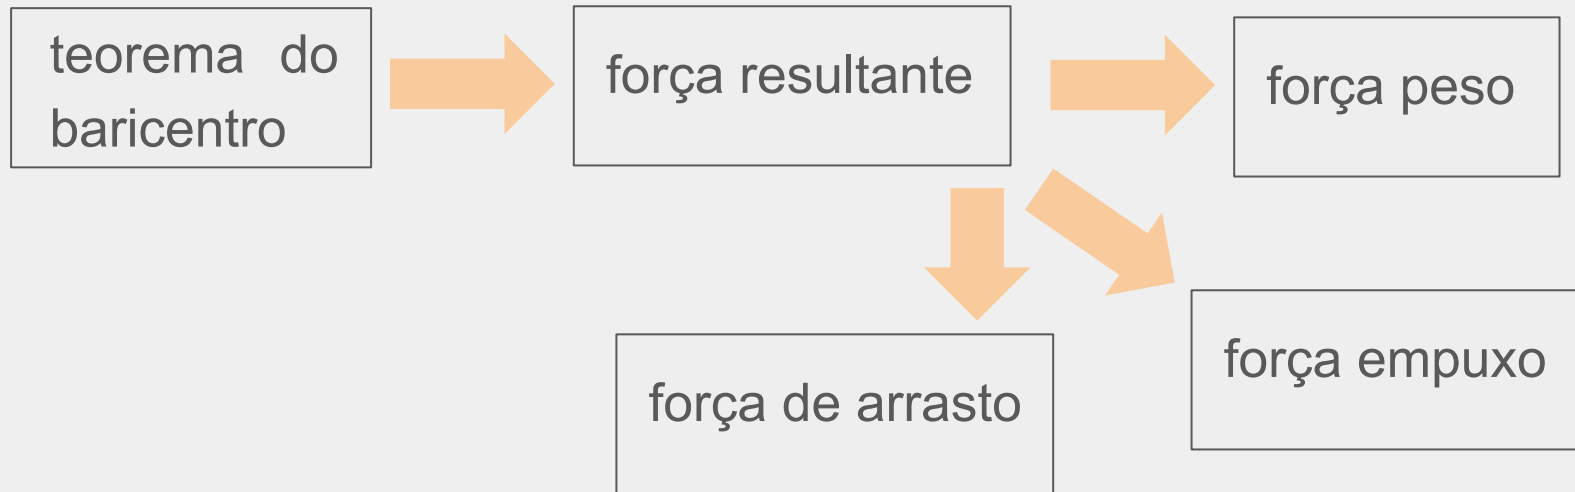 teorema do
baricentro
força resultante
força peso
força de arrasto
força empuxo